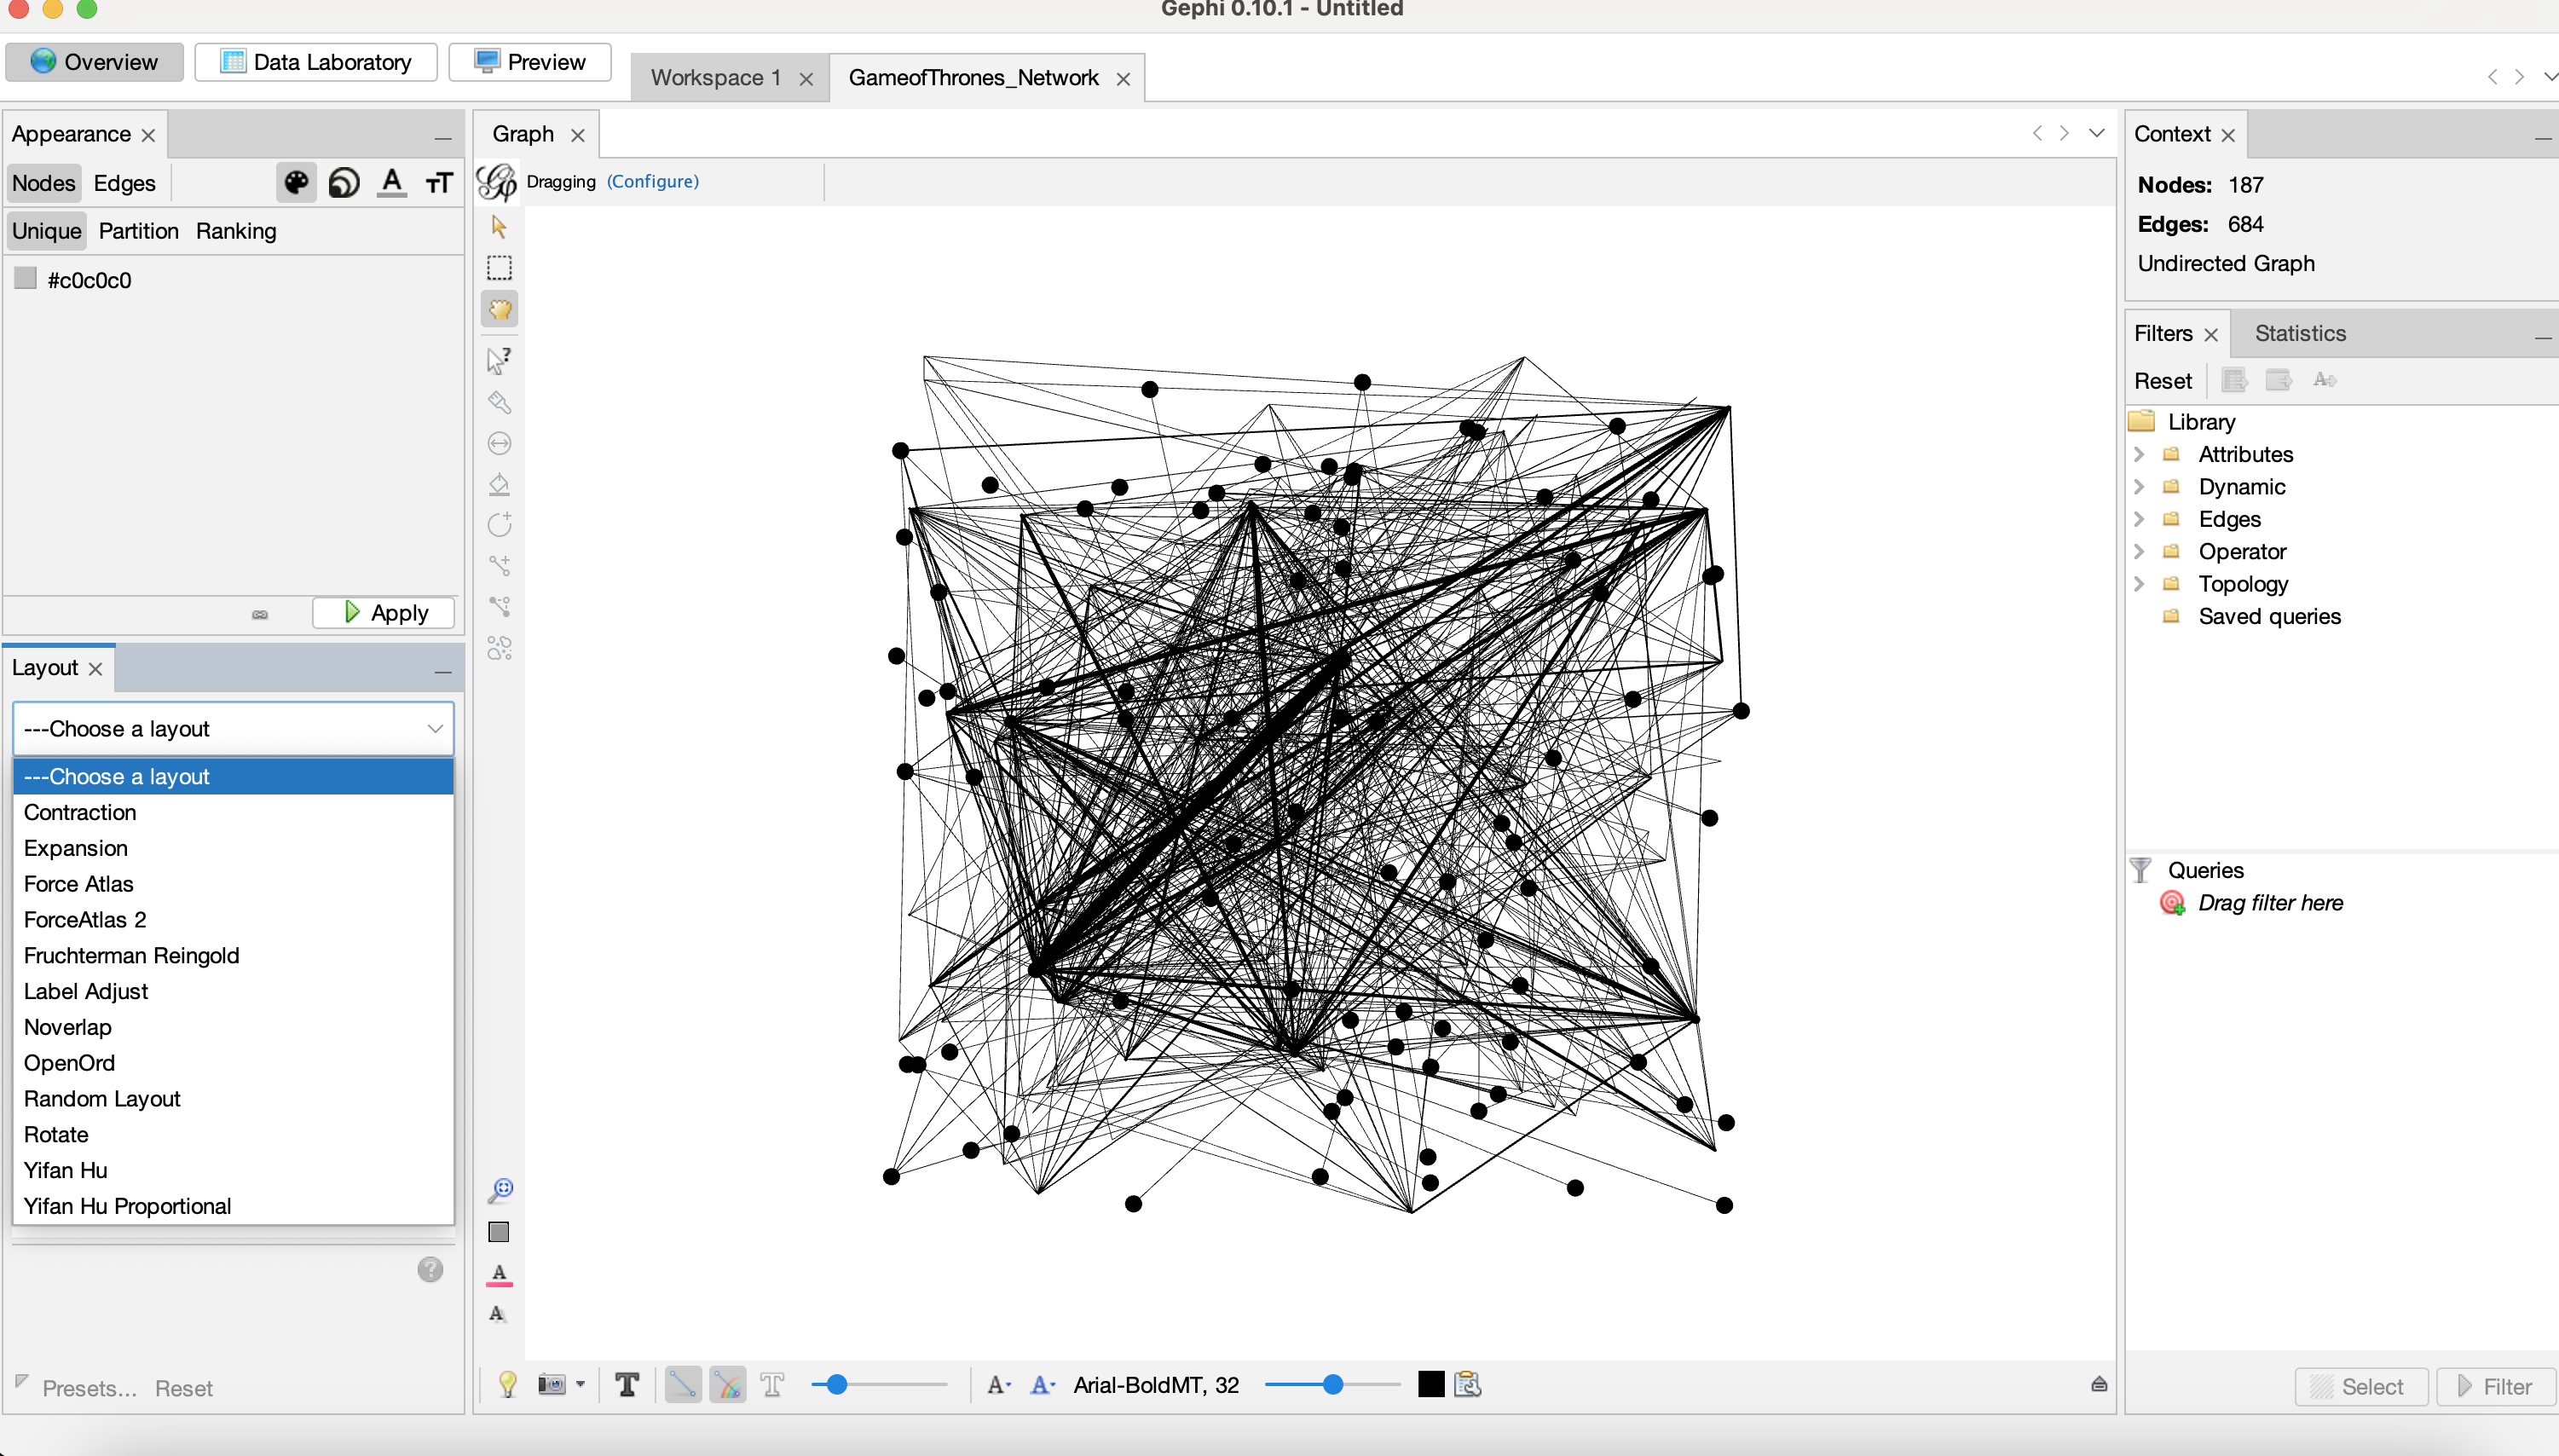 Gephi 0.10.1 - Untitled
Overview
Data Laboratory
Preview
Workspace 1
GameofThrones_Network
Appearance
Nodes Edges
Unique Partition Ranking
#c0c0c0
Apply
Layout
---Choose a layout
---Choose a layout
Contraction
Expansion
Force Atlas
ForceAtlas 2
Fruchterman Reingold
Label Adjust
Noverlap
OpenOrd
Random Layout
Rotate
Yifan Hu
Yifan Hu Proportional
Presets... Reset
Graph
Dragging (Configure)
Arial-BoldMT, 32
Context
Nodes: 187
Edges: 684
Undirected Graph
Filters Statistics
Reset
Library
Attributes
Dynamic
Edges
Operator
Topology
Saved queries
Queries
Drag filter here
Select
Filter